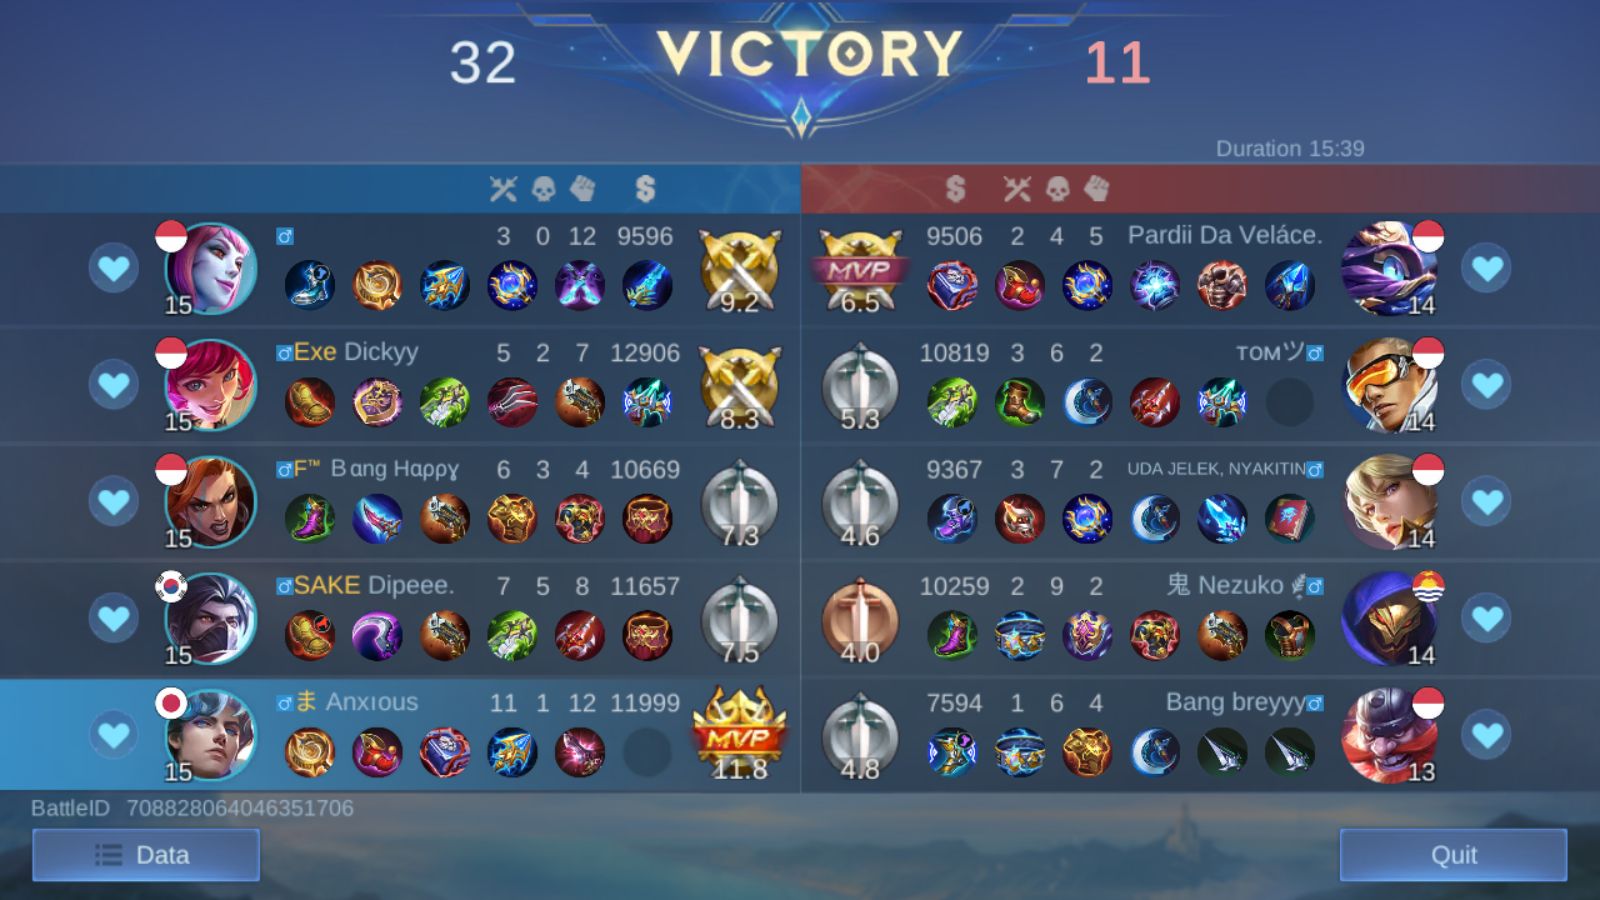 32 VICTORY 11
Duration 15:39
3 0 12 9596
15 9.2
9506 2 4 5 Pardii Da Veláce.
MVP 6.5 14
Exe Dickyy 5 2 7 12906
15 8.3
10819 3 6 2 ᴛᴏᴍツ
5.3 14
F™ Bang Hαρργ 6 3 4 10669
15 7.3
9367 3 7 2 UDA JELEK, NYAKITIN
4.6 14
SAKE Dipeee. 7 5 8 11657
15 7.5
10259 2 9 2 鬼 Nezuko
4.0 14
ま Anxıous 11 1 12 11999
15 MVP 11.8
7594 1 6 4 Bang breyyy
4.8 13
BattleID 708828064046351706
Data
Quit